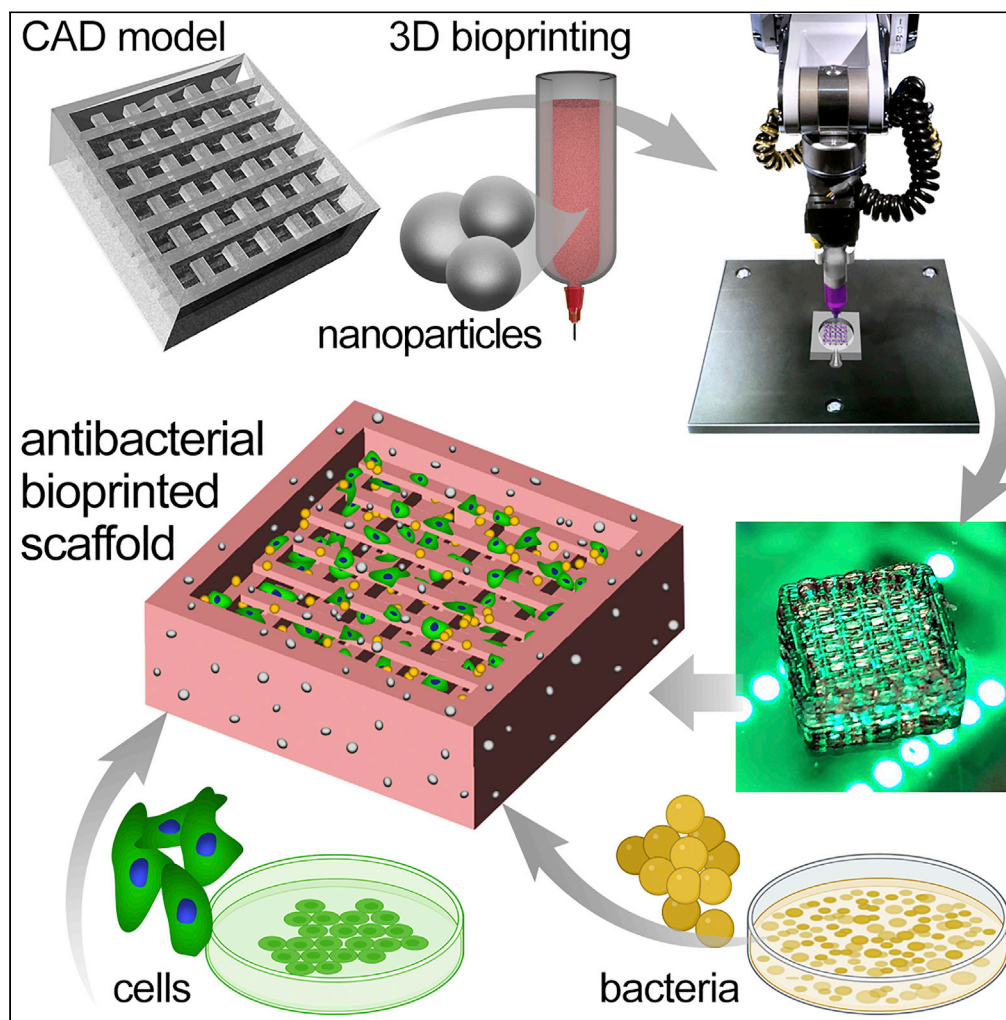 CAD model
3D bioprinting
nanoparticles
antibacterial
bioprinted
scaffold
cells
bacteria